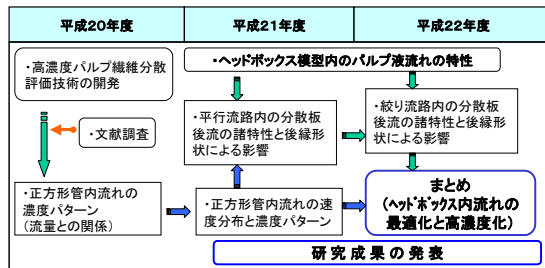 平成20年度
平成21年度
平成22年度
・高濃度パルプ繊維分散
評価技術の開発
・ヘッドボックス模型内のパルプ液流れの特性
・文献調査
・平行流路内の分散板
後流の諸特性と後縁形
状による影響
・絞り流路内の分散板
後流の諸特性と後縁形
状による影響
・正方形管内流れの
濃度パターン
(流量との関係)
・正方形管内流れの速
度分布と濃度パターン
まとめ
(ヘッドボックス内流れの
最適化と高濃度化)
研究成果の発表